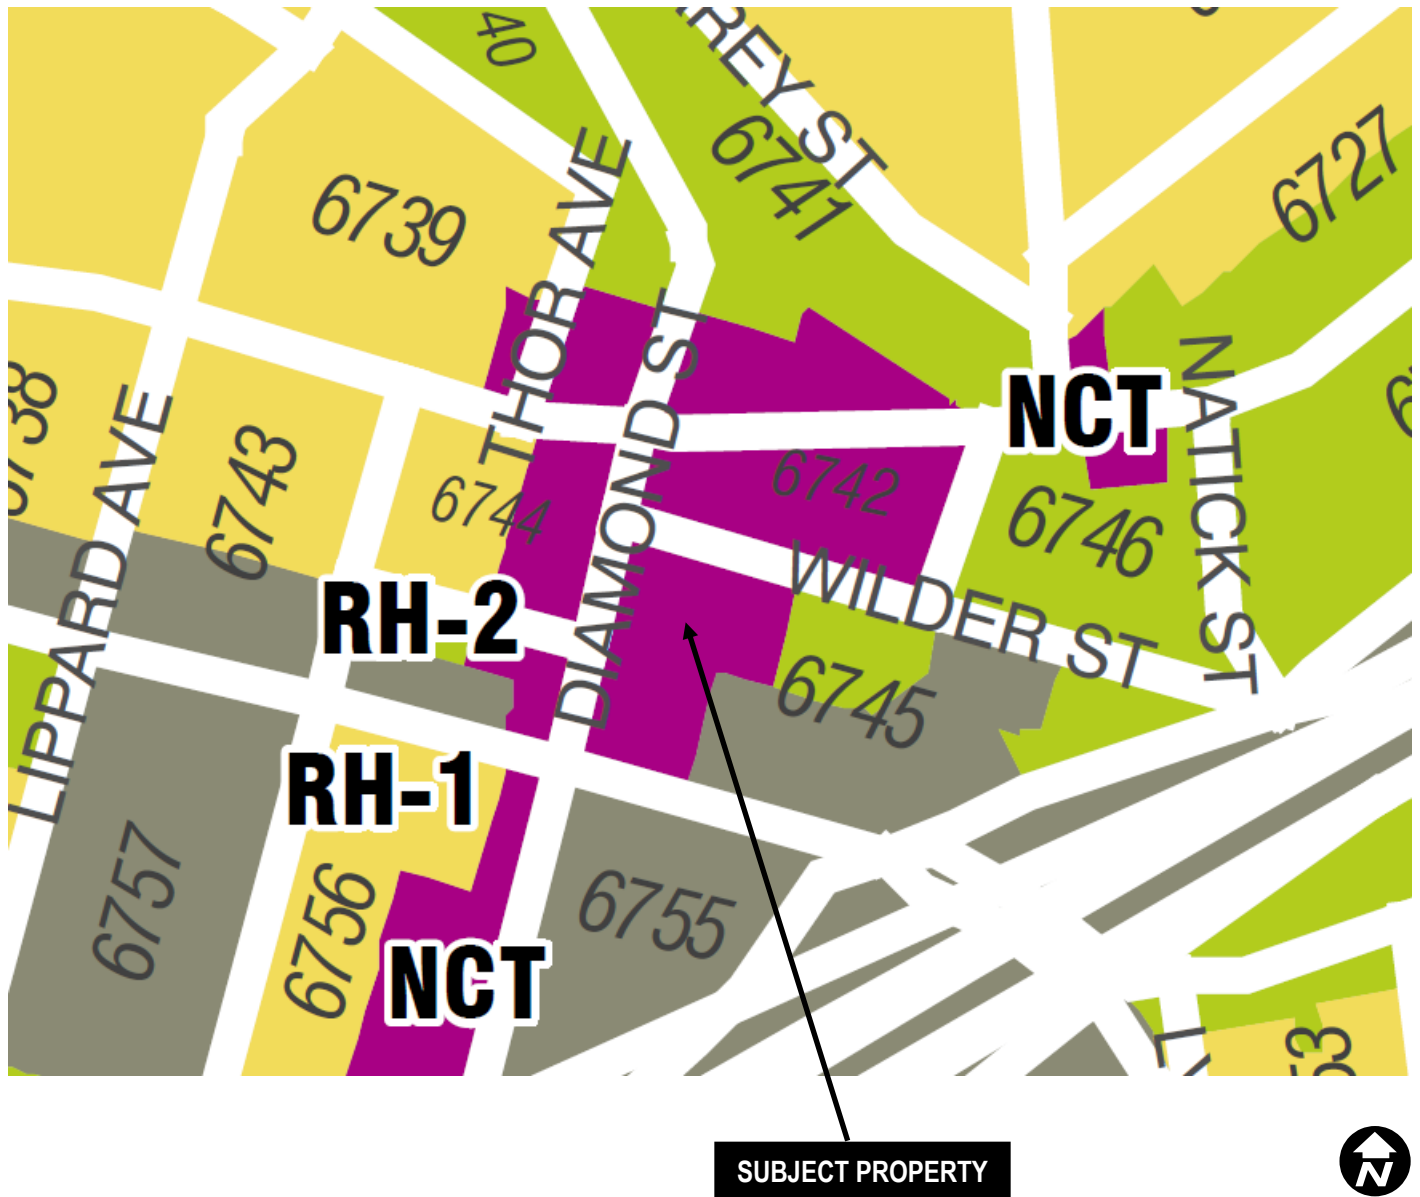 40
REY ST
6741
6727
THOR AVE
6739
DIAMOND ST
NATICK ST
NCT
LIPPARD AVE
6743
6744
6742
6746
WILDER ST
RH-2
6745
RH-1
6757
6756
6755
NCT
SUBJECT PROPERTY
N